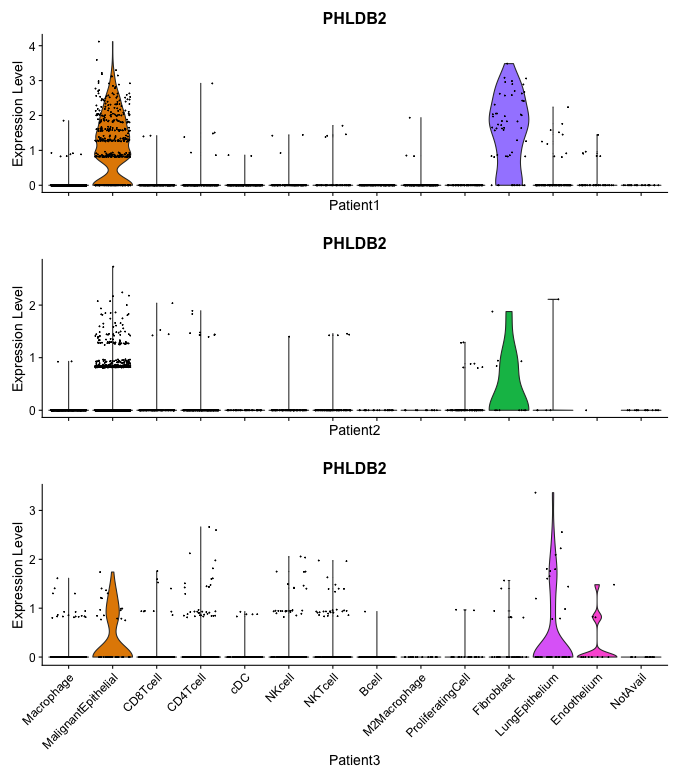 PHLDB2
Expression Level
4
3
2
1
0
Patient1
PHLDB2
Expression Level
2
1
0
Patient2
PHLDB2
Expression Level
3
2
1
0
Macrophage
MalignantEpithelial
CD8Tcell
CD4Tcell
cDC
NKcell
NKTcell
Bcell
M2Macrophage
ProliferatingCell
Fibroblast
LungEpithelium
Endothelium
NotAvail
Patient3